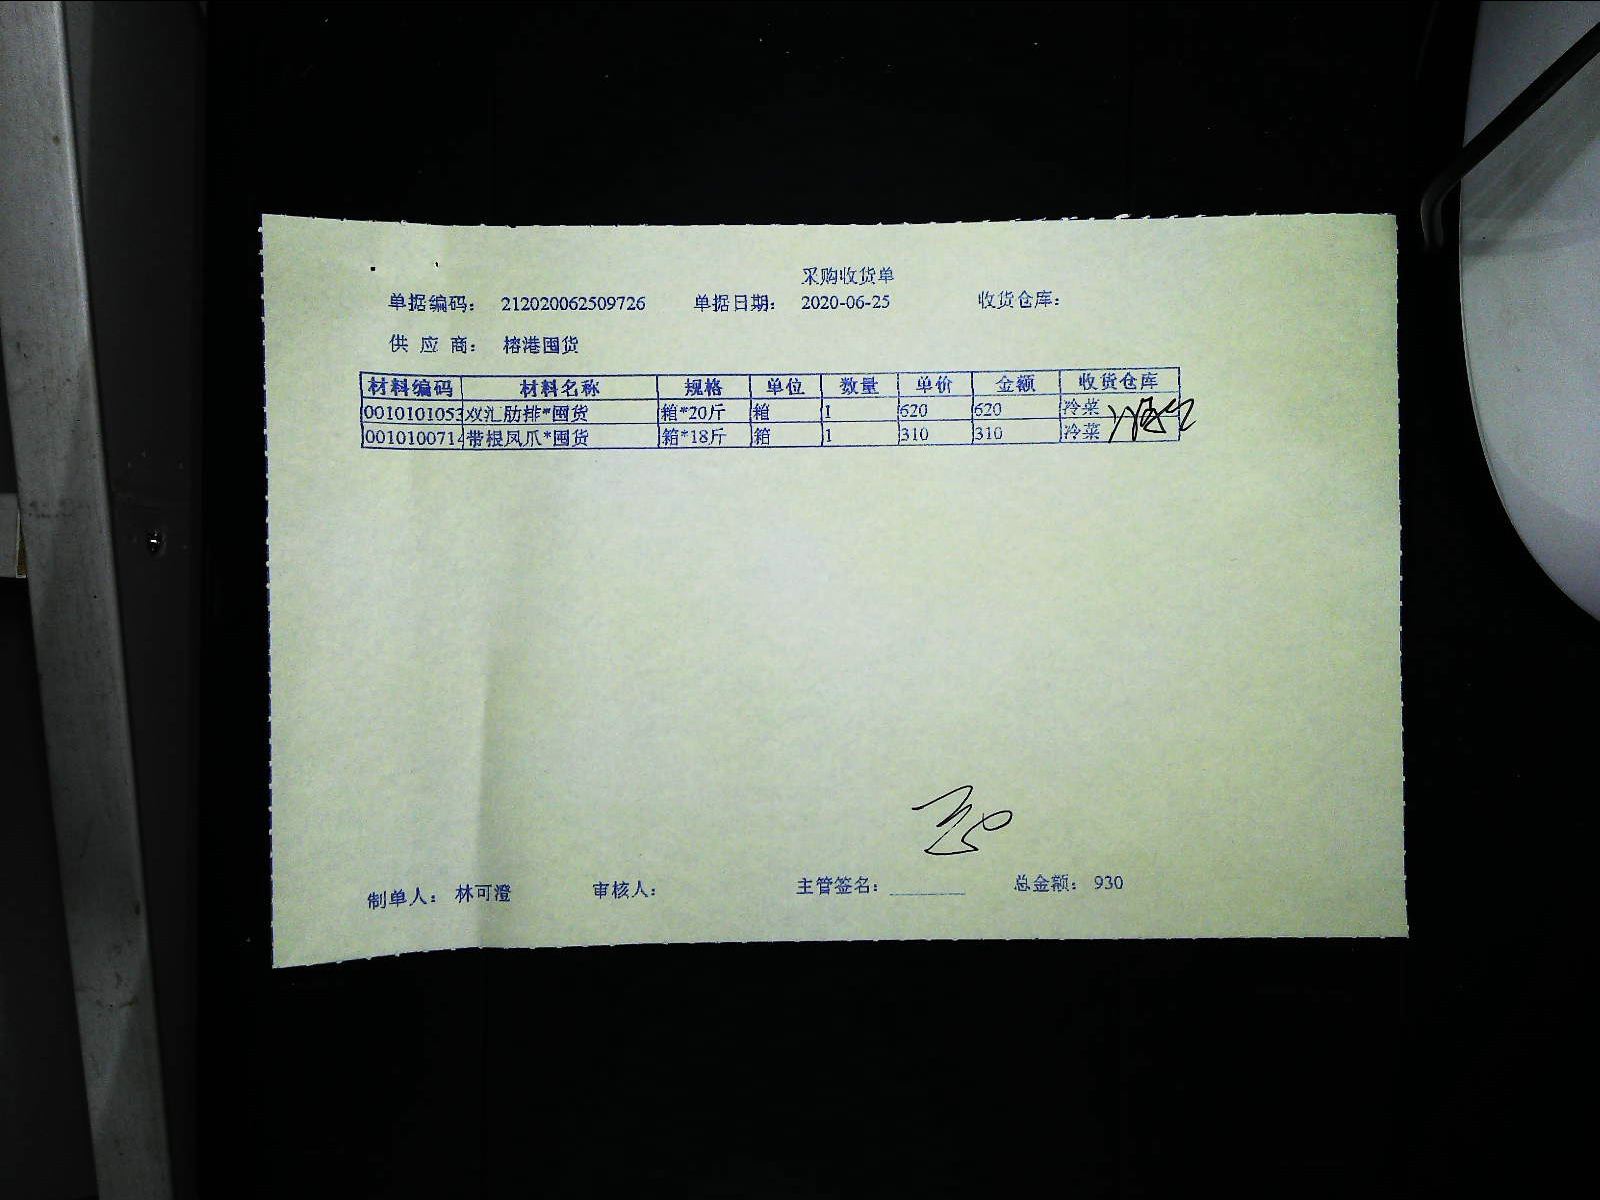 采购收货单
单据编码： 212020062509726 单据日期： 2020-06-25 收货仓库：
供 应 商： 榕港囤货
材料编码 材料名称 规格 单位 数量 单价 金额 收货仓库
0010101053 双汇肋排*囤货 箱*20斤 箱 1 620 620 冷菜
0010100714 带根凤爪*囤货 箱*18斤 箱 1 310 310 冷菜
制单人： 林可澄 审核人： 主管签名： 总金额： 930